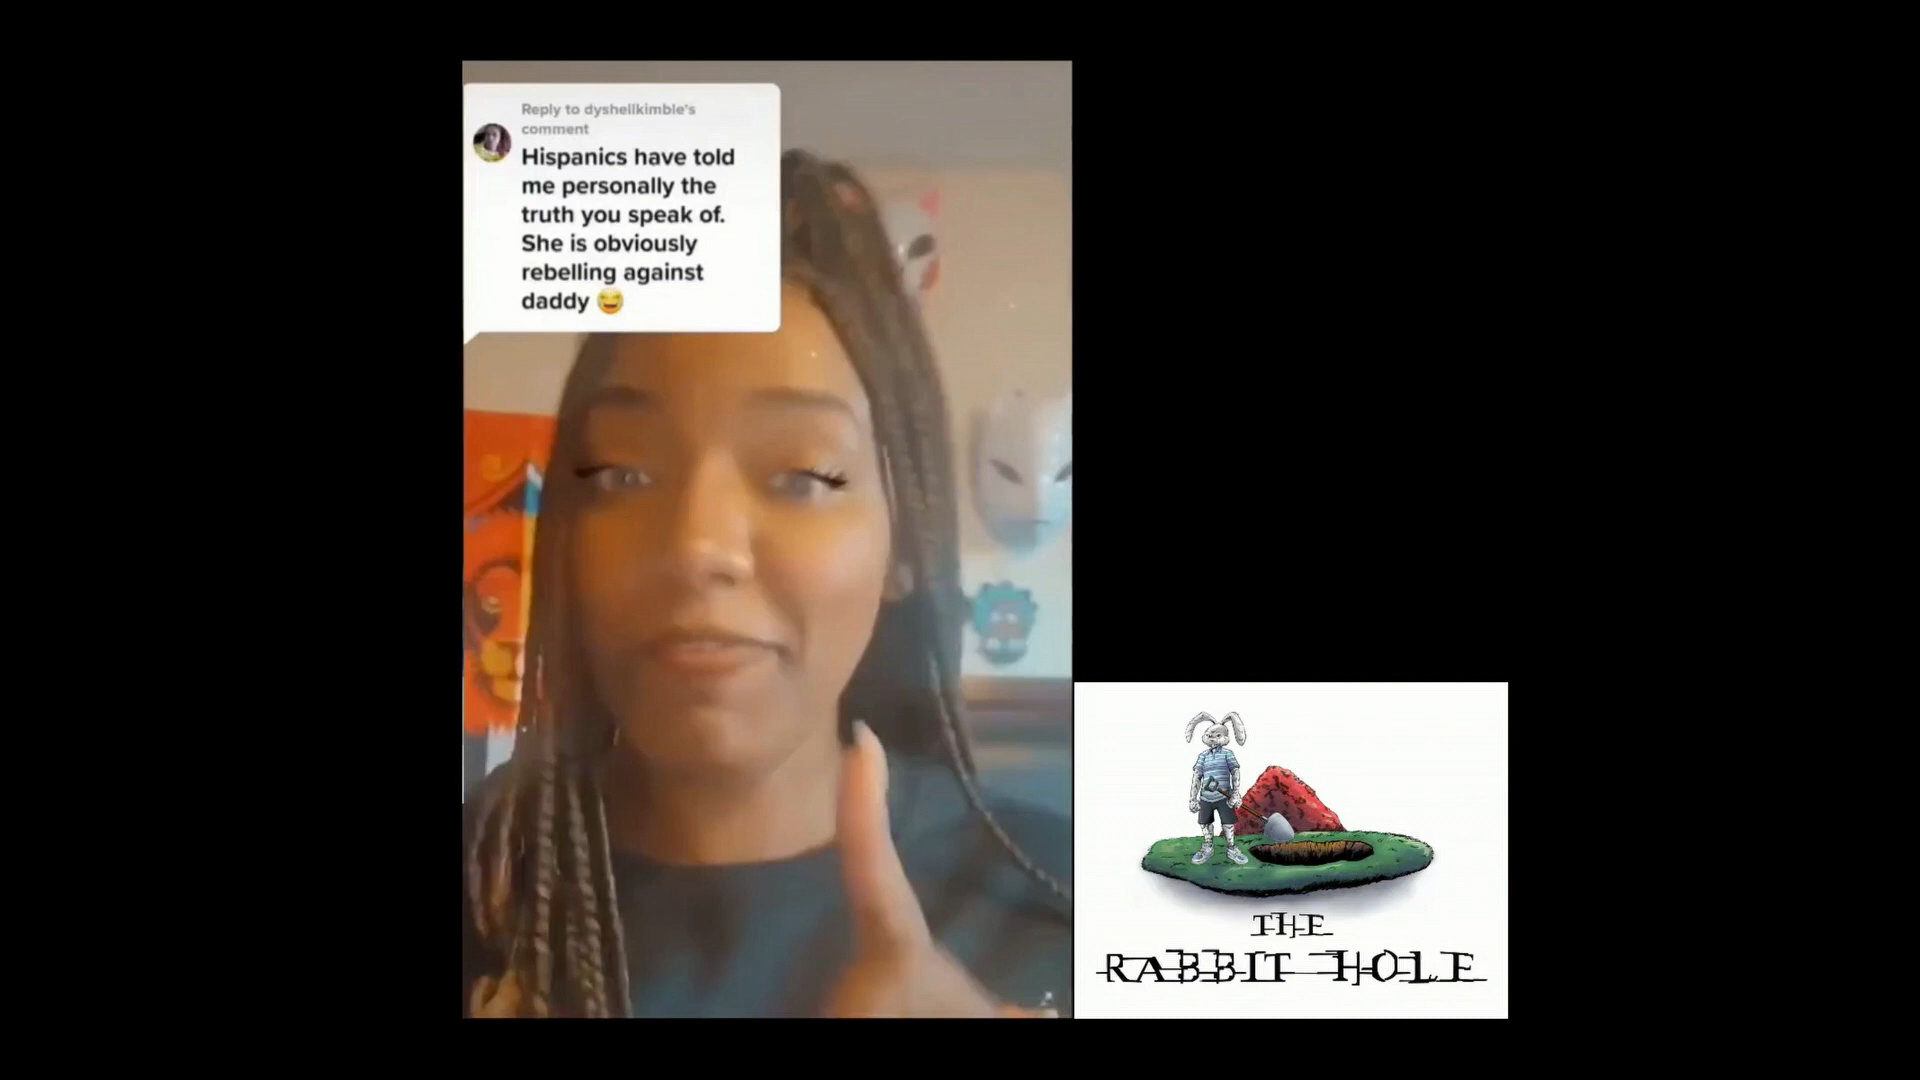 Reply to dyshellkimble's
comment
Hispanics have told
me personally the
truth you speak of.
She is obviously
rebelling against
daddy 😂
THE
RABBIT HOLE